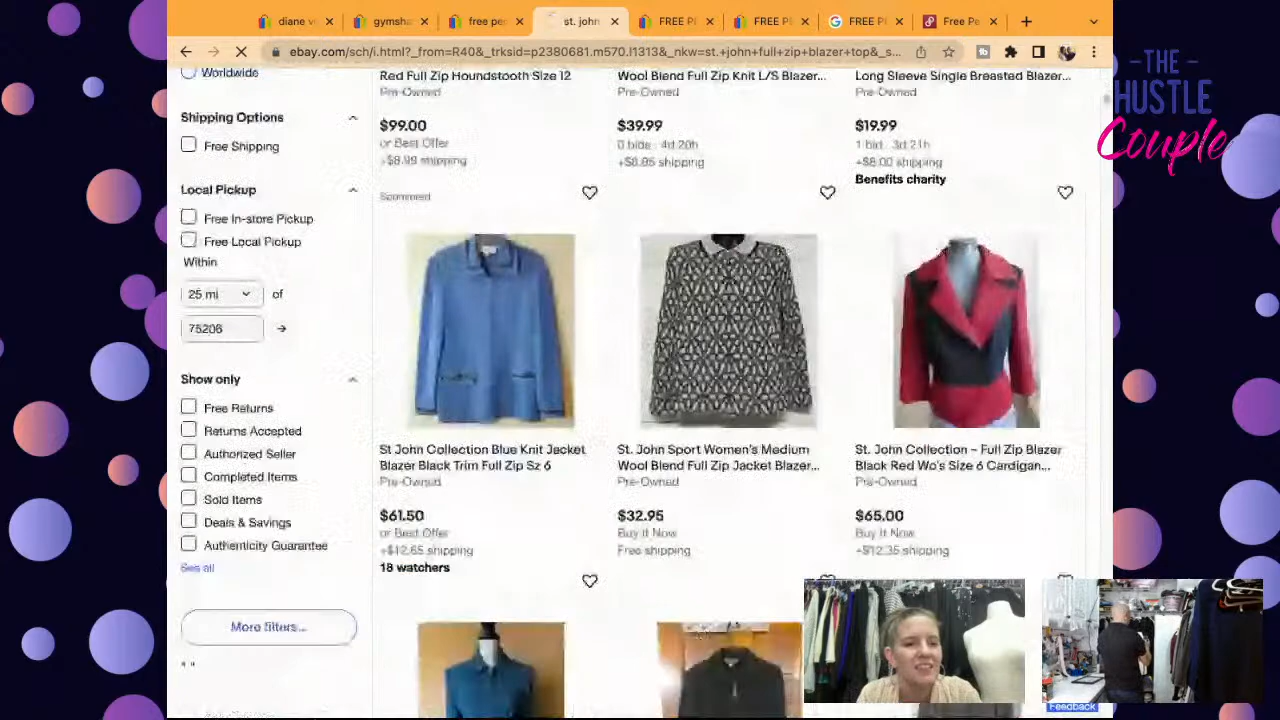 diane v
gymsha
free pe
st. john
FREE P
FREE P
FREE P
Free Pe
ebay.com/sch/i.html?_from=R40&_trksid=p2380681.m570.l1313&_nkw=st.+john+full+zip+blazer+top&_s...
THE
HUSTLE
Couple
Worldwide
Shipping Options
Free Shipping
Local Pickup
Free In-store Pickup
Free Local Pickup
Within
25 mi
of
75206
Show only
Free Returns
Returns Accepted
Authorized Seller
Completed Items
Sold Items
Deals & Savings
Authenticity Guarantee
See all
More filters...
Red Full Zip Houndstooth Size 12
Pre-Owned
$99.00
or Best Offer
+$8.99 shipping
Sponsored
Wool Blend Full Zip Knit L/S Blazer...
Pre-Owned
$39.99
0 bids · 4d 20h
+$8.95 shipping
Long Sleeve Single Breasted Blazer...
Pre-Owned
$19.99
1 bid · 3d 21h
+$8.00 shipping
Benefits charity
St John Collection Blue Knit Jacket
Blazer Black Trim Full Zip Sz 6
Pre-Owned
$61.50
or Best Offer
+$12.65 shipping
18 watchers
St. John Sport Women's Medium
Wool Blend Full Zip Jacket Blazer...
Pre-Owned
$32.95
Buy It Now
Free shipping
St. John Collection - Full Zip Blazer
Black Red Wo's Size 6 Cardigan...
Pre-Owned
$65.00
Buy It Now
+$12.35 shipping
Feedback